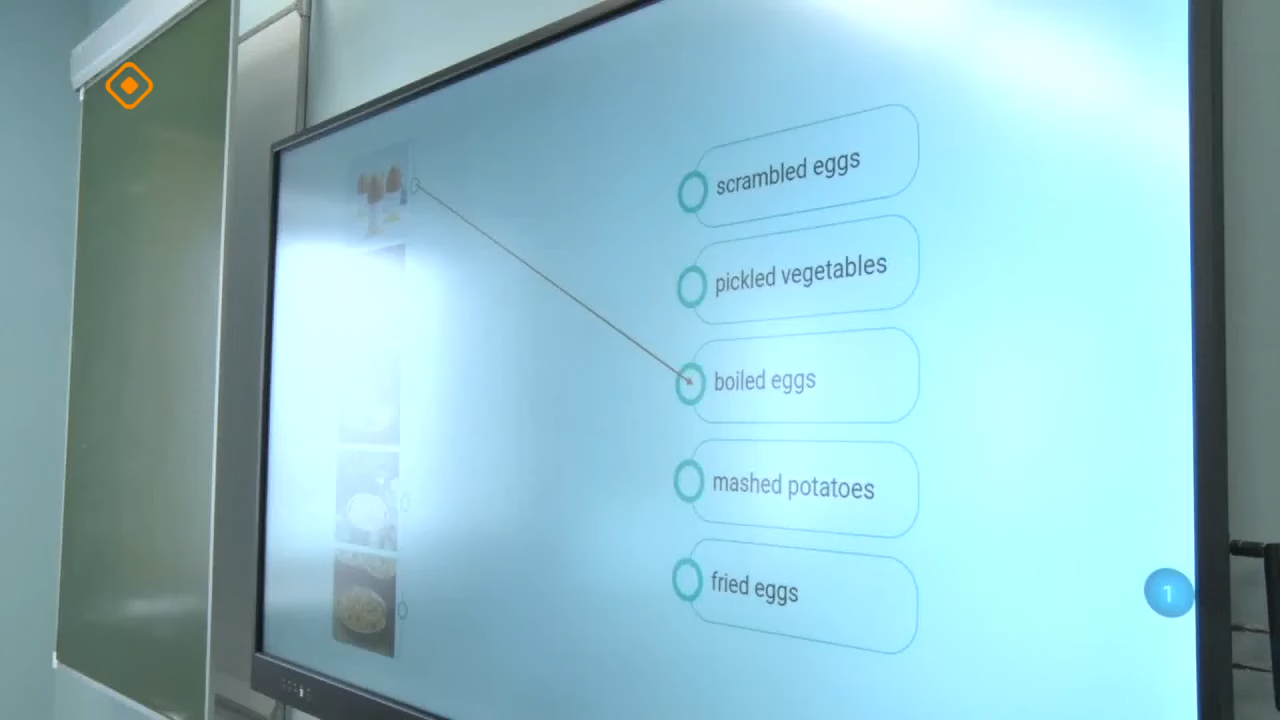 scrambled eggs
pickled vegetables
boiled eggs
mashed potatoes
fried eggs
1